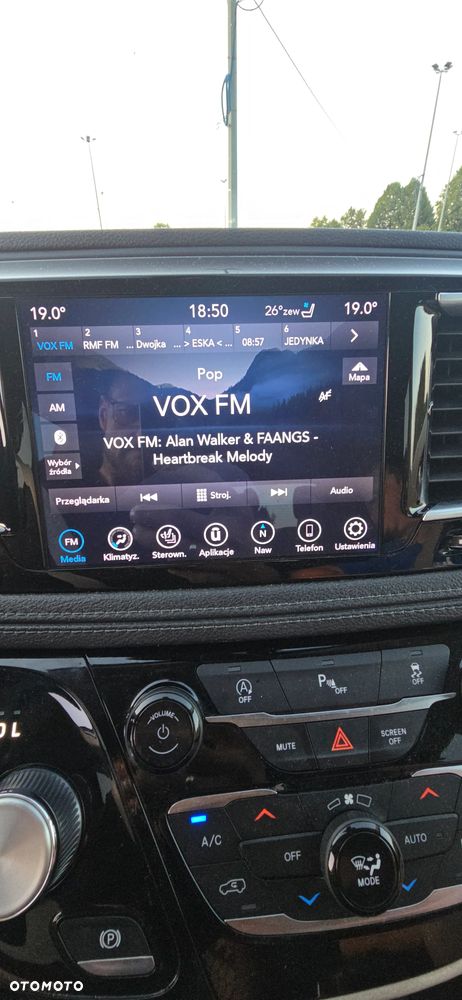 19.0° 18:50 26°zew 19.0°
1 2 3 4 5 6
VOX FM RMF FM ... Dwojka ... > ESKA < ... 08:57 JEDYNKA
FM
AM
Wybór źródła
Mapa
Pop
VOX FM
AF
VOX FM: Alan Walker & FAANGS -
Heartbreak Melody
Przeglądarka Stroj. Audio
FM N
Media Klimatyz. Sterown. Aplikacje Naw Telefon Ustawienia
OFF P OFF OFF
VOLUME
MUTE SCREEN OFF
A/C OFF AUTO
MODE
P
OTOMOTO